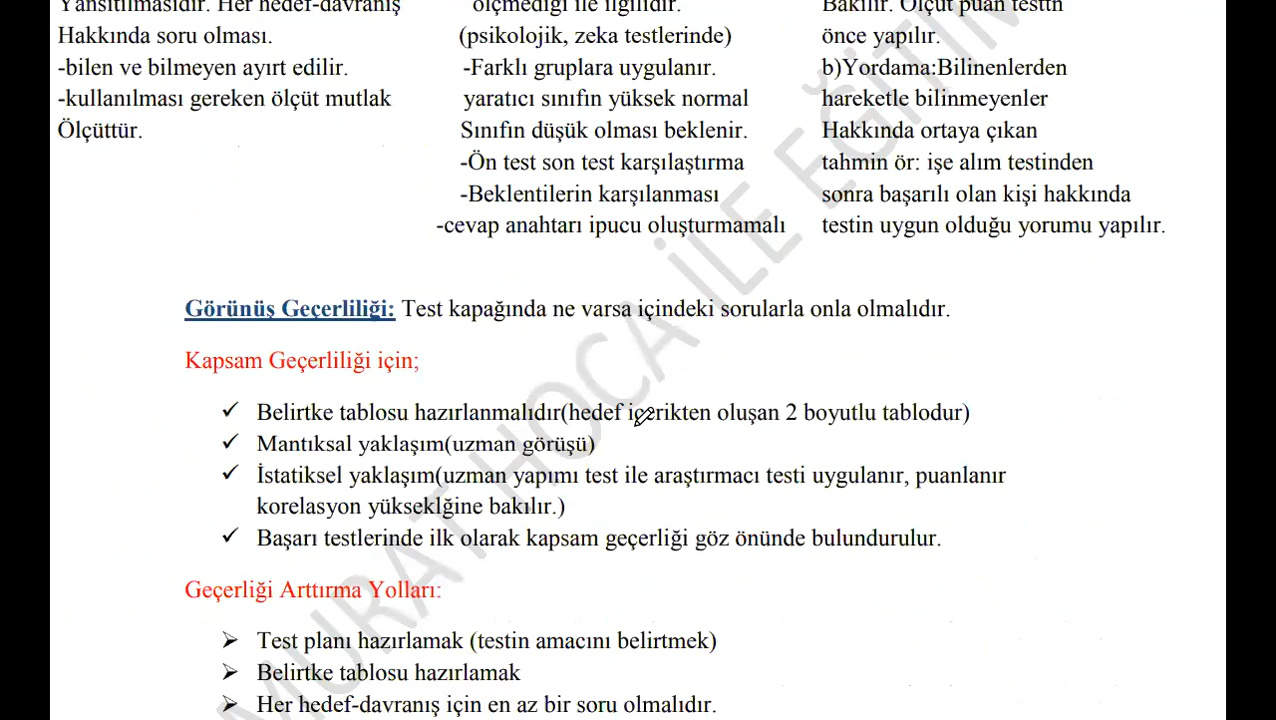 Yansıtılmasıdır. Her hedef-davranış
Hakkında soru olması.
-bilen ve bilmeyen ayırt edilir.
-kullanılması gereken ölçüt mutlak
Ölçüttür.
ölçmediği ile ilgilidir.
(psikolojik, zeka testlerinde)
-Farklı gruplara uygulanır.
yaratıcı sınıfın yüksek normal
Sınıfın düşük olması beklenir.
-Ön test son test karşılaştırma
-Beklentilerin karşılanması
-cevap anahtarı ipucu oluşturmamalı
Bakılır. Ölçüt puan testtn
önce yapılır.
b)Yordama:Bilinenlerden
hareketle bilinmeyenler
Hakkında ortaya çıkan
tahmin ör: işe alım testinden
sonra başarılı olan kişi hakkında
testin uygun olduğu yorumu yapılır.
Görünüş Geçerliliği: Test kapağında ne varsa içindeki sorularla onla olmalıdır.
Kapsam Geçerliliği için;
✓ Belirtke tablosu hazırlanmalıdır(hedef içerikten oluşan 2 boyutlu tablodur)
✓ Mantıksal yaklaşım(uzman görüşü)
✓ İstatiksel yaklaşım(uzman yapımı test ile araştırmacı testi uygulanır, puanlanır
korelasyon yükseklğine bakılır.)
✓ Başarı testlerinde ilk olarak kapsam geçerliği göz önünde bulundurulur.
Geçerliği Arttırma Yolları:
➢ Test planı hazırlamak (testin amacını belirtmek)
➢ Belirtke tablosu hazırlamak
➢ Her hedef-davranış için en az bir soru olmalıdır.
MURAT HOCA İLE EĞİTİM